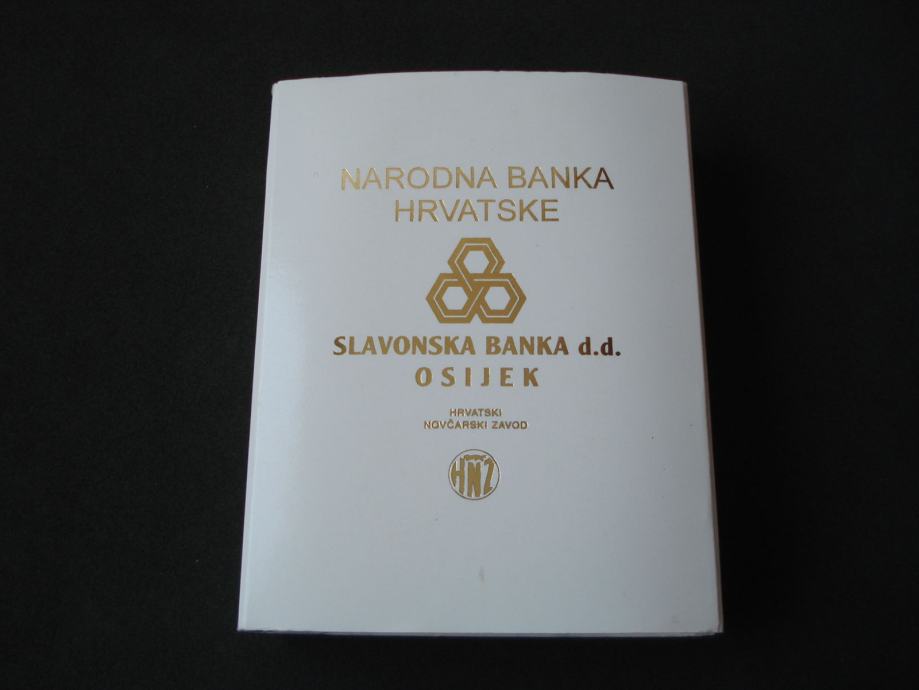 NARODNA BANKA
HRVATSKE
SLAVONSKA BANKA d.d.
OSIJEK
HRVATSKI
NOVČARSKI ZAVOD
HNZ